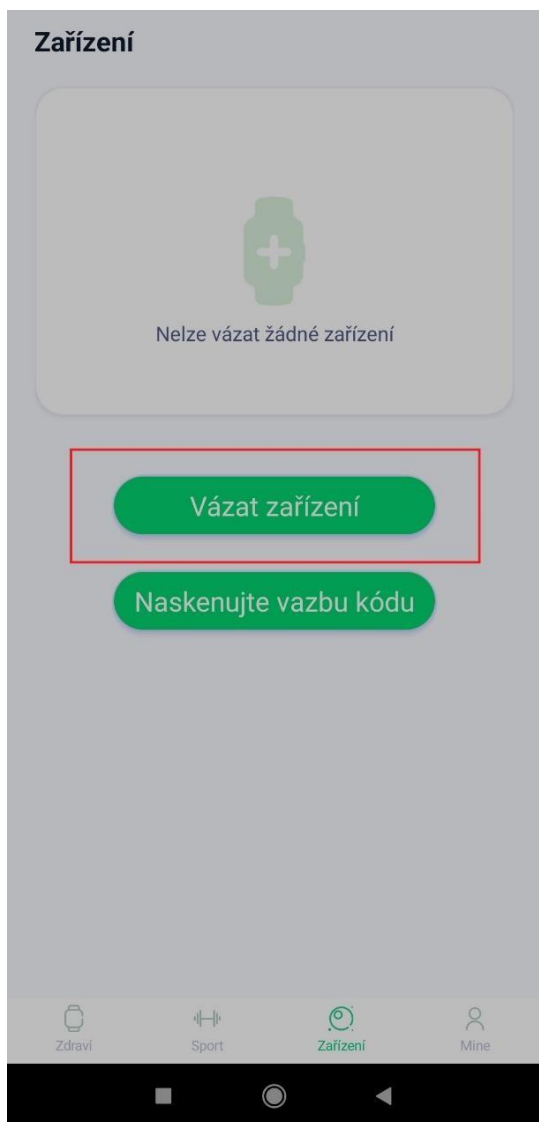 Zařízení
Nelze vázat žádné zařízení
Vázat zařízení
Naskenujte vazbu kódu
Zdraví
Sport
Zařízení
Mine